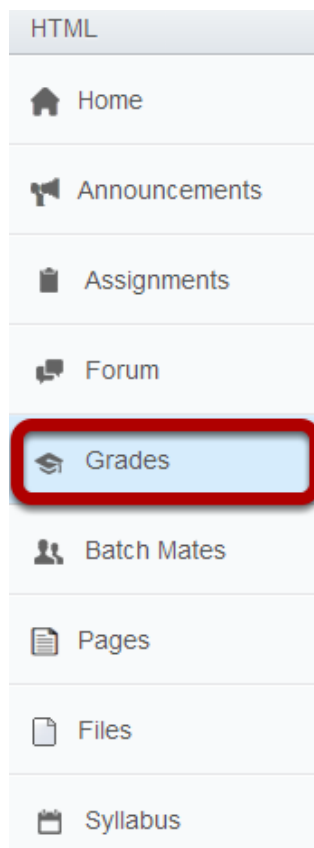 HTML
Home
Announcements
Assignments
Forum
Grades
Batch Mates
Pages
Files
Syllabus